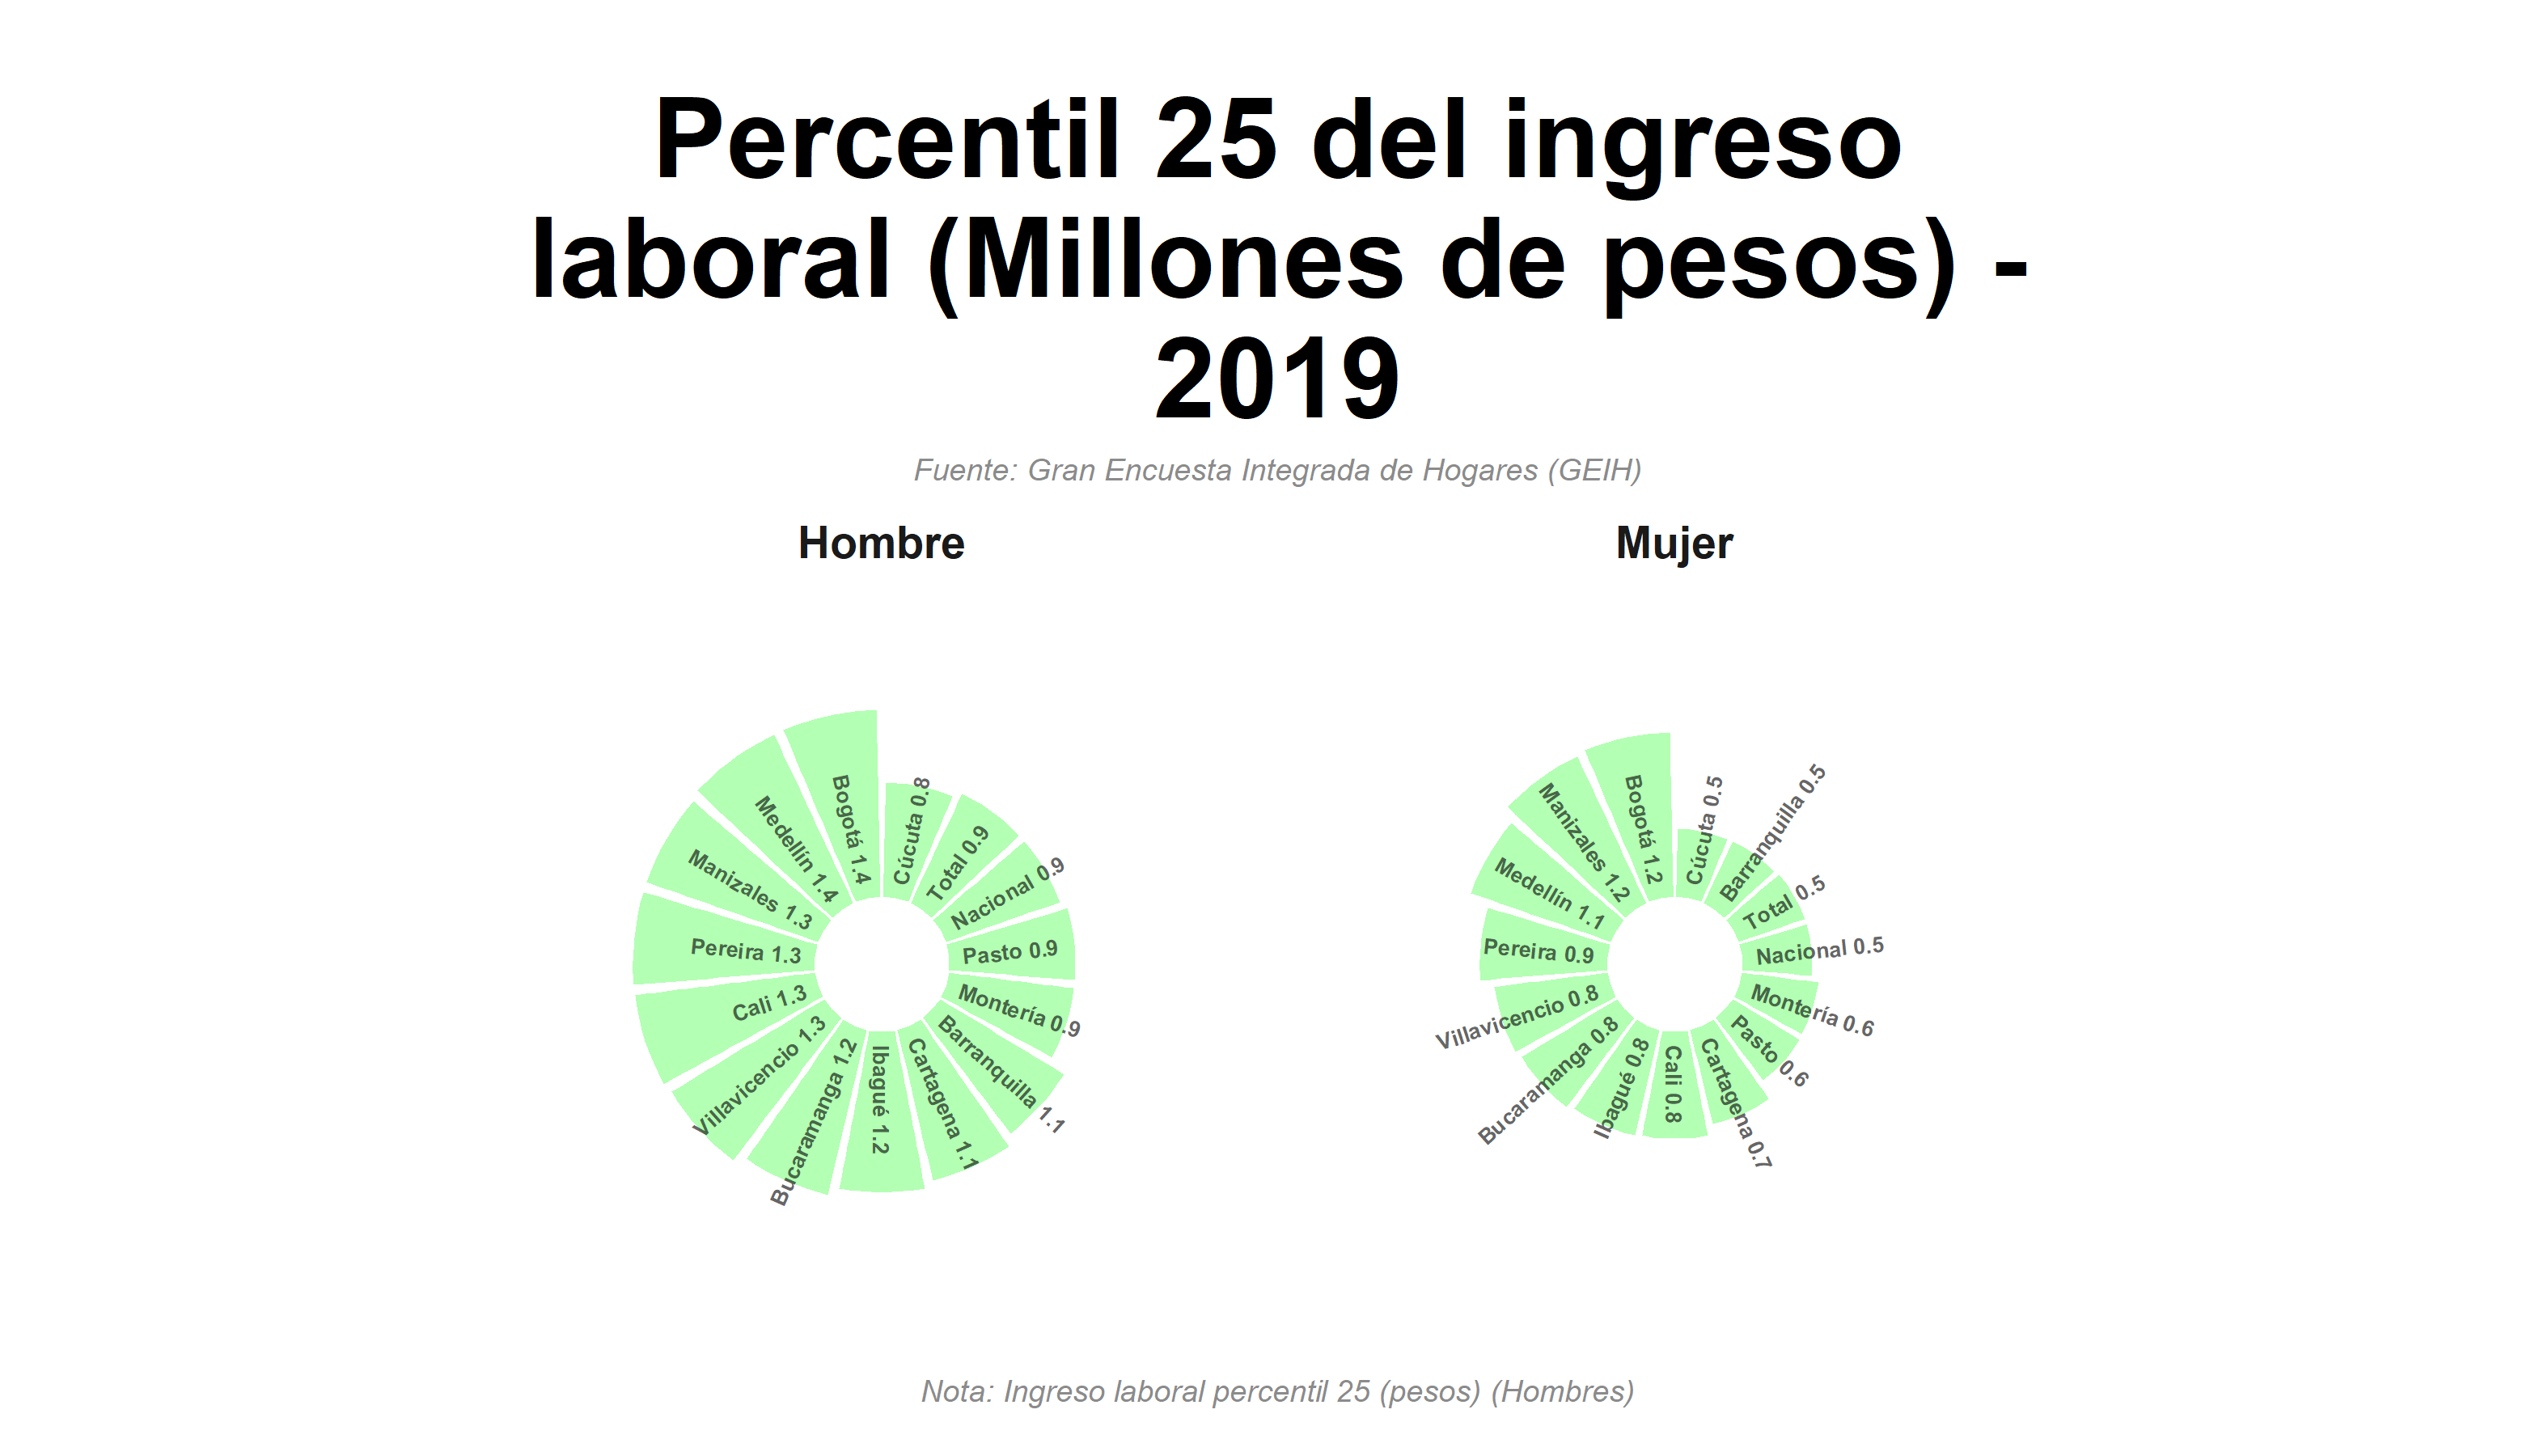 Percentil 25 del ingreso
laboral (Millones de pesos) -
2019
Fuente: Gran Encuesta Integrada de Hogares (GEIH)
Hombre
Cúcuta 0.8
Total 0.9
Nacional 0.9
Pasto 0.9
Montería 0.9
Barranquilla 1.1
Cartagena 1.1
Ibagué 1.2
Bucaramanga 1.2
Villavicencio 1.3
Cali 1.3
Pereira 1.3
Manizales 1.3
Medellín 1.4
Bogotá 1.4
Mujer
Cúcuta 0.5
Barranquilla 0.5
Total 0.5
Nacional 0.5
Montería 0.6
Pasto 0.6
Cartagena 0.7
Cali 0.8
Ibagué 0.8
Bucaramanga 0.8
Villavicencio 0.8
Pereira 0.9
Medellín 1.1
Manizales 1.2
Bogotá 1.2
Nota: Ingreso laboral percentil 25 (pesos) (Hombres)